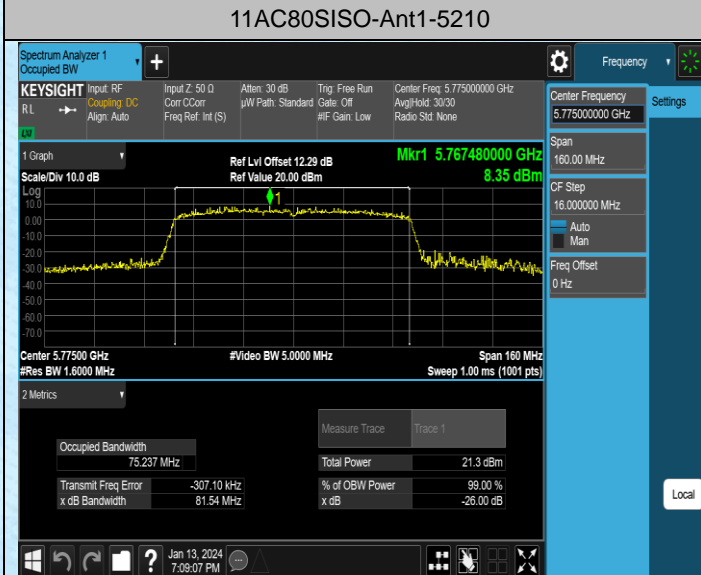 11AC80SISO-Ant1-5210
Spectrum Analyzer 1
Occupied BW
Frequency
KEYSIGHT
RL
LXI
Input: RF
Coupling: DC
Align: Auto
Input Z: 50 Ω
Corr CCorr
Freq Ref: Int (S)
Atten: 30 dB
µW Path: Standard
Trig: Free Run
Gate: Off
#IF Gain: Low
Center Freq: 5.775000000 GHz
Avg|Hold: 30/30
Radio Std: None
Center Frequency
5.775000000 GHz
Settings
Span
160.00 MHz
CF Step
16.000000 MHz
Auto
Man
Freq Offset
0 Hz
1 Graph
Scale/Div 10.0 dB
Ref Lvl Offset 12.29 dB
Ref Value 20.00 dBm
Mkr1 5.767480000 GHz
8.35 dBm
Log
10.0
0.00
-10.0
-20.0
-30.0
-40.0
-50.0
-60.0
-70.0
1
Center 5.77500 GHz
#Res BW 1.6000 MHz
#Video BW 5.0000 MHz
Span 160 MHz
Sweep 1.00 ms (1001 pts)
2 Metrics
Measure Trace
Trace 1
Occupied Bandwidth
75.237 MHz
Total Power
21.3 dBm
Transmit Freq Error
-307.10 kHz
% of OBW Power
99.00 %
x dB Bandwidth
81.54 MHz
x dB
-26.00 dB
Local
?
Jan 13, 2024
7:09:07 PM